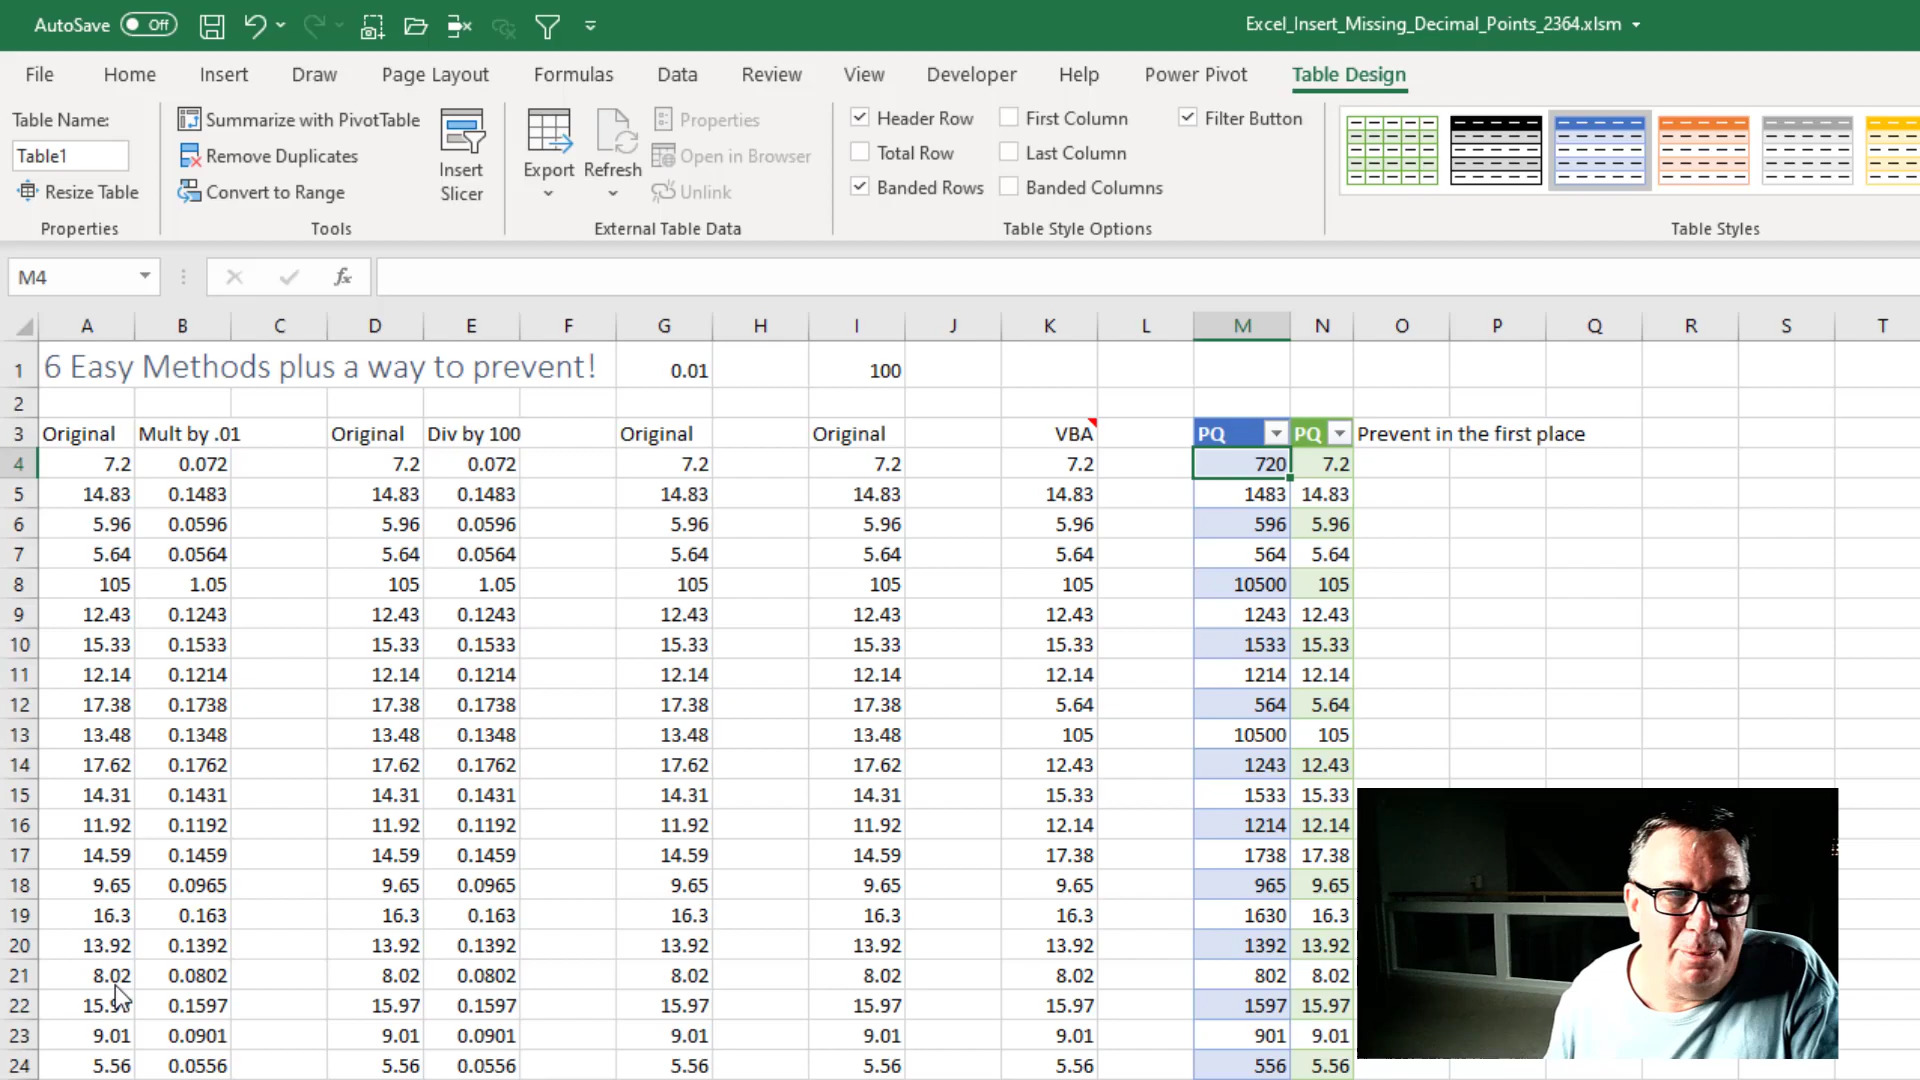 AutoSave Off Excel_Insert_Missing_Decimal_Points_2364.xlsm
File Home Insert Draw Page Layout Formulas Data Review View Developer Help Power Pivot Table Design
Table Name: Summarize with PivotTable Properties Header Row First Column Filter Button
Table1 Remove Duplicates Insert Slicer Export Refresh Open in Browser Total Row Last Column
Resize Table Convert to Range Unlink Banded Rows Banded Columns
Properties Tools External Table Data Table Style Options Table Styles
M4 fx
A B C D E F G H I J K L M N O P Q R S T
1 6 Easy Methods plus a way to prevent! 0.01 100
2
3 Original Mult by .01 Original Div by 100 Original Original VBA PQ PQ Prevent in the first place
4 7.2 0.072 7.2 0.072 7.2 7.2 7.2 720 7.2
5 14.83 0.1483 14.83 0.1483 14.83 14.83 14.83 1483 14.83
6 5.96 0.0596 5.96 0.0596 5.96 5.96 5.96 596 5.96
7 5.64 0.0564 5.64 0.0564 5.64 5.64 5.64 564 5.64
8 105 1.05 105 1.05 105 105 105 10500 105
9 12.43 0.1243 12.43 0.1243 12.43 12.43 12.43 1243 12.43
10 15.33 0.1533 15.33 0.1533 15.33 15.33 15.33 1533 15.33
11 12.14 0.1214 12.14 0.1214 12.14 12.14 12.14 1214 12.14
12 17.38 0.1738 17.38 0.1738 17.38 17.38 5.64 564 5.64
13 13.48 0.1348 13.48 0.1348 13.48 13.48 105 10500 105
14 17.62 0.1762 17.62 0.1762 17.62 17.62 12.43 1243 12.43
15 14.31 0.1431 14.31 0.1431 14.31 14.31 15.33 1533 15.33
16 11.92 0.1192 11.92 0.1192 11.92 11.92 12.14 1214 12.14
17 14.59 0.1459 14.59 0.1459 14.59 14.59 17.38 1738 17.38
18 9.65 0.0965 9.65 0.0965 9.65 9.65 9.65 965 9.65
19 16.3 0.163 16.3 0.163 16.3 16.3 16.3 1630 16.3
20 13.92 0.1392 13.92 0.1392 13.92 13.92 13.92 1392 13.92
21 8.02 0.0802 8.02 0.0802 8.02 8.02 8.02 802 8.02
22 15.97 0.1597 15.97 0.1597 15.97 15.97 15.97 1597 15.97
23 9.01 0.0901 9.01 0.0901 9.01 9.01 9.01 901 9.01
24 5.56 0.0556 5.56 0.0556 5.56 5.56 5.56 556 5.56